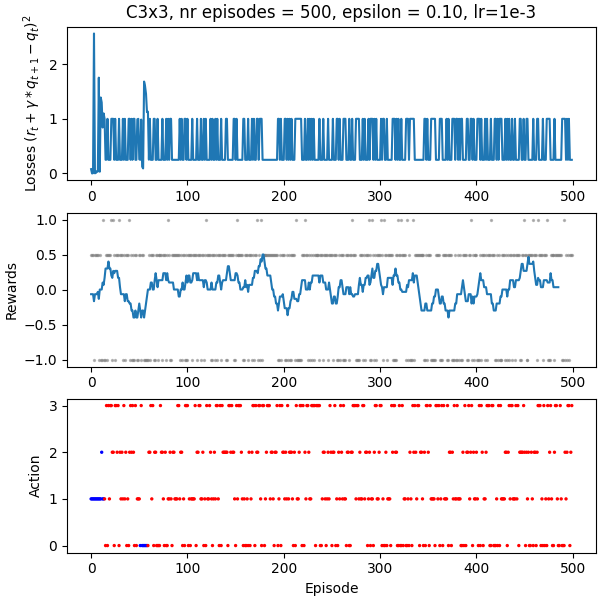 C3x3, nr episodes = 500, epsilon = 0.10, lr=1e-3
Losses (r_t + γ * q_{t+1} − q_t)^2
2
1
0
0 100 200 300 400 500
Rewards
1.0
0.5
0.0
−0.5
−1.0
0 100 200 300 400 500
Action
3
2
1
0
0 100 200 300 400 500
Episode